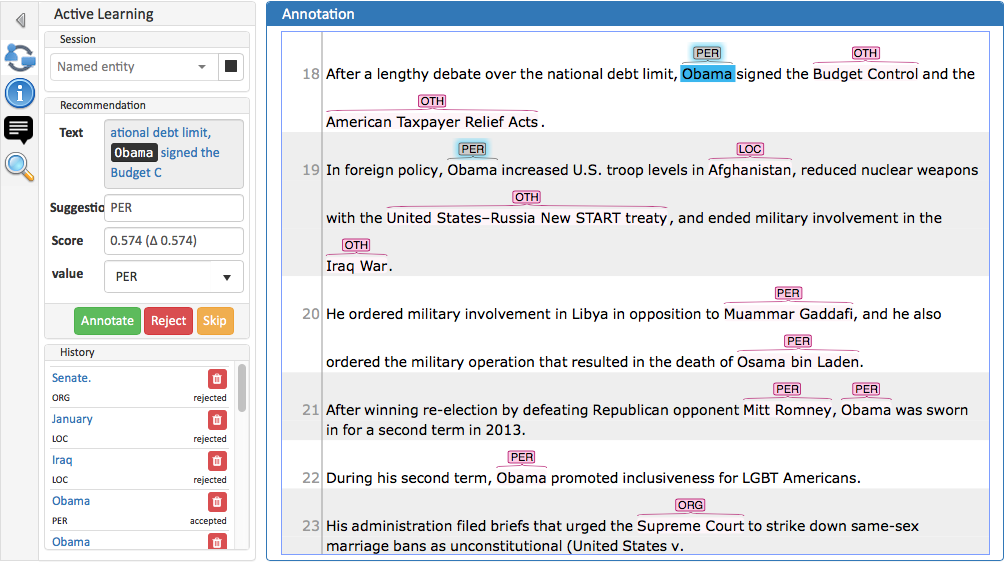 Active Learning
Session
Named entity
Recommendation
Text
ational debt limit,
Obama signed the
Budget C
Suggestio PER
Score 0.574 (Δ 0.574)
value PER
Annotate Reject Skip
History
Senate.
ORG rejected
January
LOC rejected
Iraq
LOC rejected
Obama
PER accepted
Obama
Annotation
PER OTH
18 After a lengthy debate over the national debt limit, Obama signed the Budget Control and the
OTH
American Taxpayer Relief Acts.
PER LOC
19 In foreign policy, Obama increased U.S. troop levels in Afghanistan, reduced nuclear weapons
OTH
with the United States–Russia New START treaty, and ended military involvement in the
OTH
Iraq War.
PER
20 He ordered military involvement in Libya in opposition to Muammar Gaddafi, and he also
PER
ordered the military operation that resulted in the death of Osama bin Laden.
PER PER
21 After winning re-election by defeating Republican opponent Mitt Romney, Obama was sworn
in for a second term in 2013.
PER
22 During his second term, Obama promoted inclusiveness for LGBT Americans.
ORG
23 His administration filed briefs that urged the Supreme Court to strike down same-sex
marriage bans as unconstitutional (United States v.